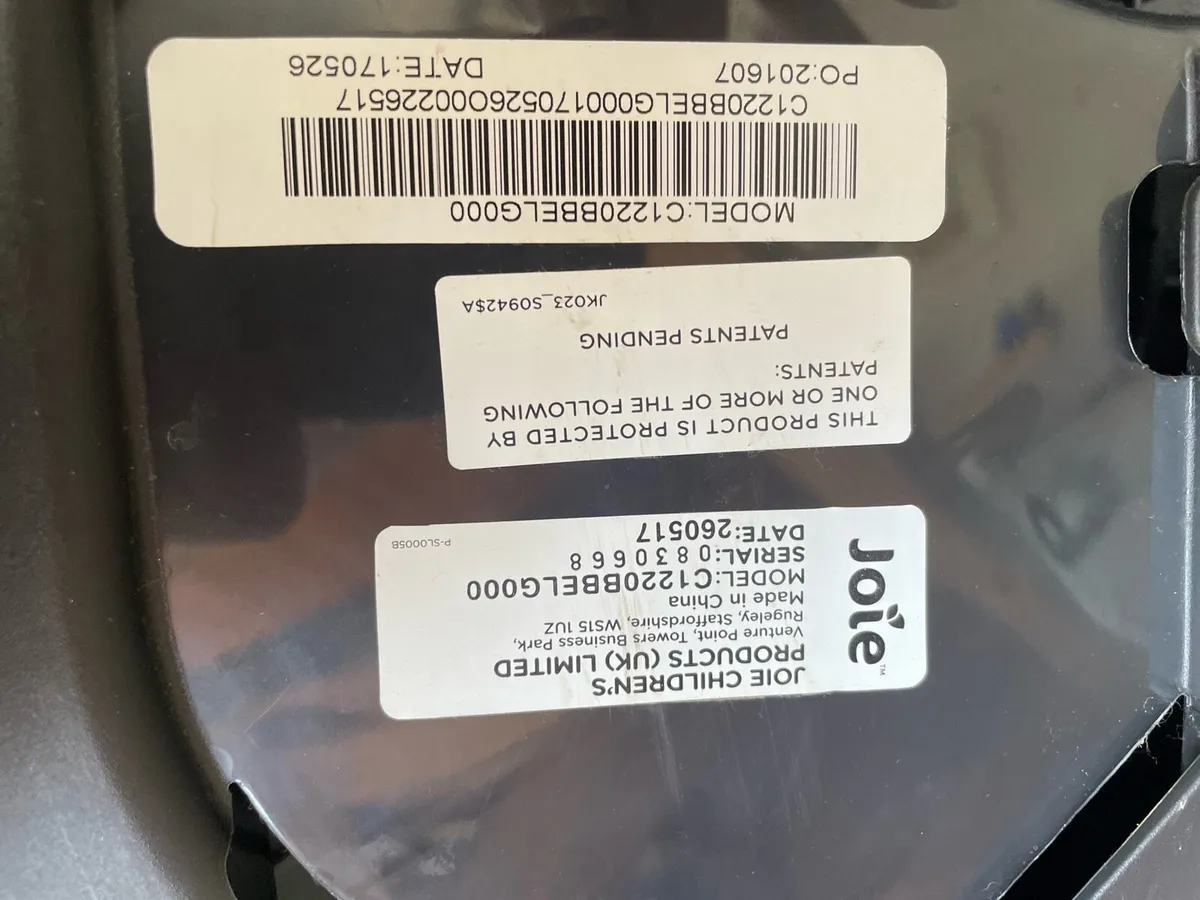 Joie™
JOIE CHILDREN'S
PRODUCTS (UK) LIMITED
Venture Point, Towers Business Park,
Rugeley, Staffordshire, WS15 1UZ
Made in China
MODEL:C1220BBELG000
SERIAL:0830668
DATE:260517
P-SL0005B
THIS PRODUCT IS PROTECTED BY
ONE OR MORE OF THE FOLLOWING
PATENTS:
PATENTS PENDING
JK023_S0942$A
MODEL:C1220BBELG000
C1220BBELG000170526O00226517
PO:201607 DATE:170526